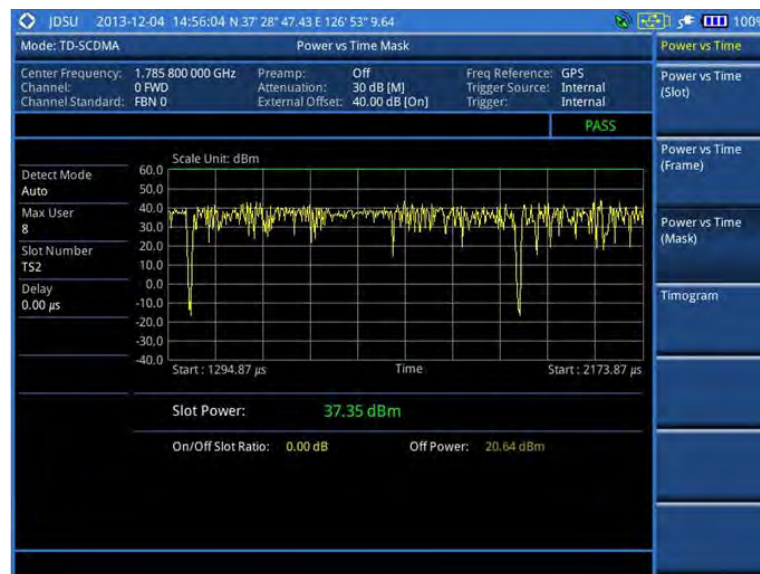 JDSU 2013-12-04 14:56:04 N 37' 28" 47.43 E 126' 53" 9.64 100%
Mode: TD-SCDMA Power vs Time Mask Power vs Time
Center Frequency: 1.785 800 000 GHz Preamp: Off Freq Reference: GPS
Channel: 0 FWD Attenuation: 30 dB [M] Trigger Source: Internal
Channel Standard: FBN 0 External Offset: 40.00 dB [On] Trigger: Internal
PASS
Power vs Time
(Slot)
Power vs Time
(Frame)
Power vs Time
(Mask)
Timogram
Detect Mode
Auto
Max User
8
Slot Number
TS2
Delay
0.00 µs
Scale Unit: dBm
60.0
50.0
40.0
30.0
20.0
10.0
0.0
-10.0
-20.0
-30.0
-40.0
Start : 1294.87 µs Time Start : 2173.87 µs
Slot Power: 37.35 dBm
On/Off Slot Ratio: 0.00 dB Off Power: 20.64 dBm